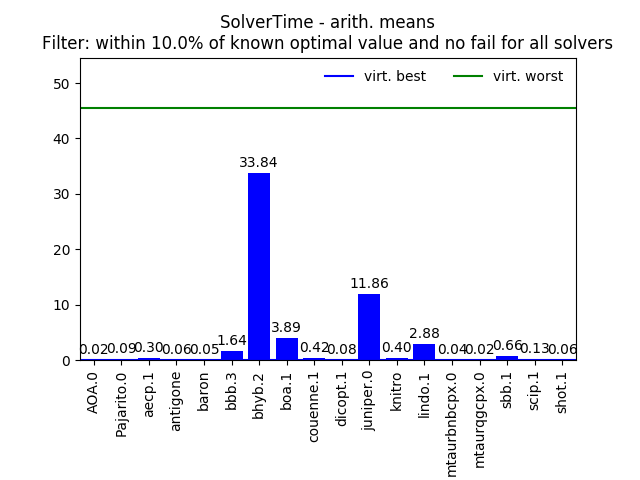 SolverTime - arith. means
Filter: within 10.0% of known optimal value and no fail for all solvers
virt. best
virt. worst
50
40
30
20
10
0
0.02
0.09
0.30
0.06
0.05
1.64
33.84
3.89
0.42
0.08
11.86
0.40
2.88
0.04
0.02
0.66
0.13
0.06
AOA.0
Pajarito.0
aecp.1
antigone
baron
bbb.3
bhyb.2
boa.1
couenne.1
dicopt.1
juniper.0
knitro
lindo.1
mtaurbnbcpx.0
mtaurqgcpx.0
sbb.1
scip.1
shot.1